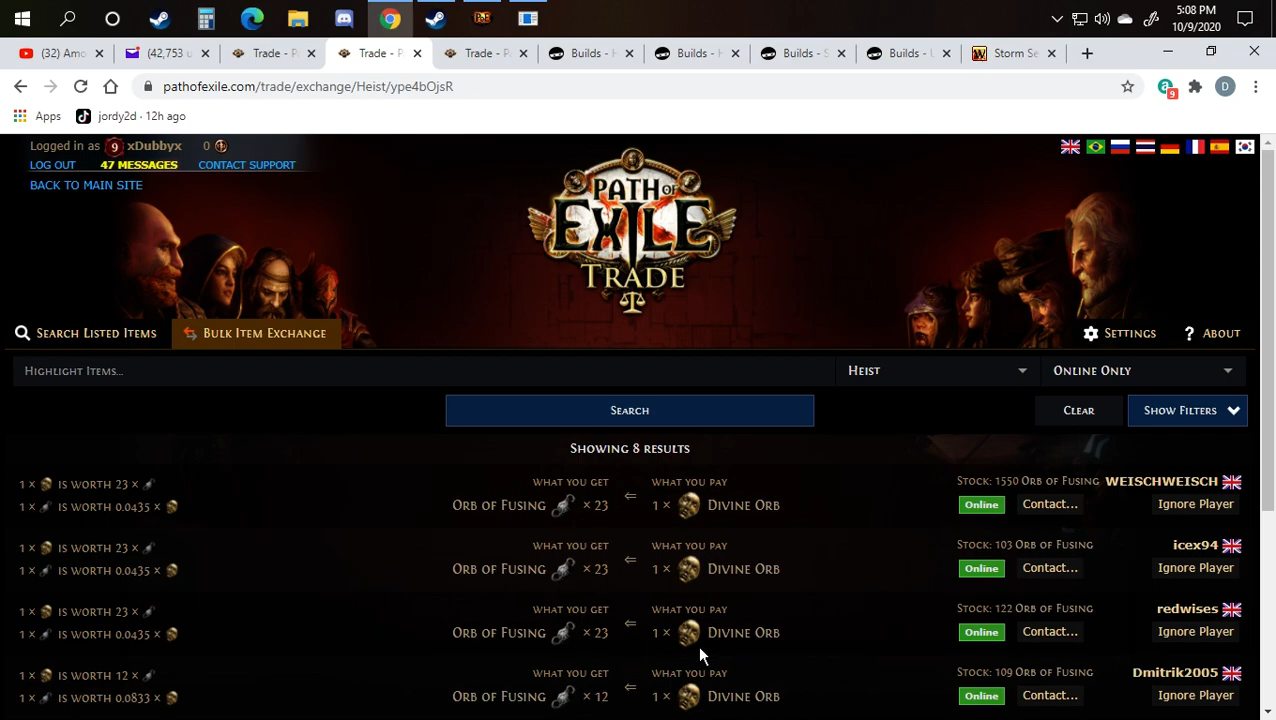 5:08 PM
10/9/2020
(32) Amo
(42,753 u
Trade - P
Trade - P
Trade - P
Builds - H
Builds - H
Builds - S
Builds - U
Storm Se
pathofexile.com/trade/exchange/Heist/ype4bOjsR
9
D
Apps
jordy2d - 12h ago
Logged in as 9 xDubbyx 0
LOG OUT 47 MESSAGES CONTACT SUPPORT
BACK TO MAIN SITE
PATH OF
EXILE
TRADE
SEARCH LISTED ITEMS
BULK ITEM EXCHANGE
SETTINGS
? ABOUT
HIGHLIGHT ITEMS...
HEIST
ONLINE ONLY
SEARCH
CLEAR
SHOW FILTERS
SHOWING 8 RESULTS
1 × IS WORTH 23 ×
1 × IS WORTH 0.0435 ×
WHAT YOU GET
WHAT YOU PAY
ORB OF FUSING × 23
1 × DIVINE ORB
STOCK: 1550 ORB OF FUSING WEISCHWEISCH
Online Contact... Ignore Player
1 × IS WORTH 23 ×
1 × IS WORTH 0.0435 ×
WHAT YOU GET
WHAT YOU PAY
ORB OF FUSING × 23
1 × DIVINE ORB
STOCK: 103 ORB OF FUSING icex94
Online Contact... Ignore Player
1 × IS WORTH 23 ×
1 × IS WORTH 0.0435 ×
WHAT YOU GET
WHAT YOU PAY
ORB OF FUSING × 23
1 × DIVINE ORB
STOCK: 122 ORB OF FUSING redwises
Online Contact... Ignore Player
1 × IS WORTH 12 ×
1 × IS WORTH 0.0833 ×
WHAT YOU GET
WHAT YOU PAY
ORB OF FUSING × 12
1 × DIVINE ORB
STOCK: 109 ORB OF FUSING Dmitrik2005
Online Contact... Ignore Player